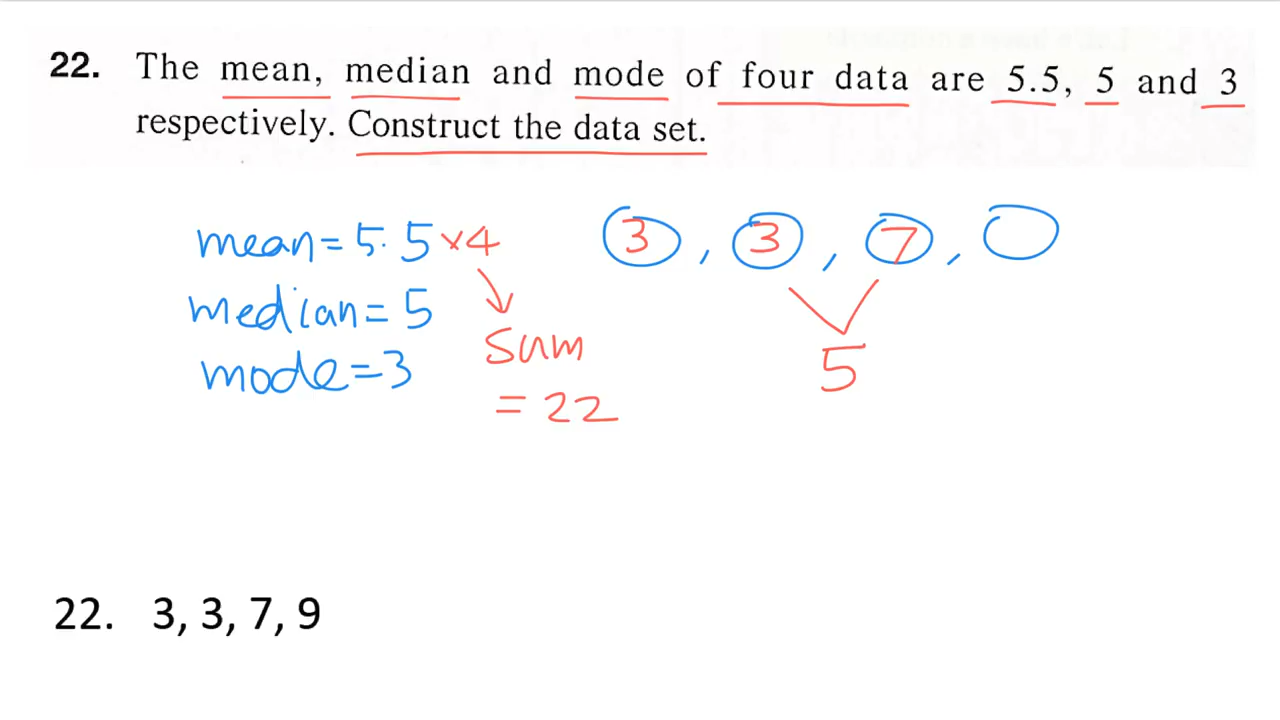 22. The mean, median and mode of four data are 5.5, 5 and 3
respectively. Construct the data set.
mean = 5.5 × 4
3 , 3 , 7 ,
median = 5
sum
mode = 3
5
= 22
22. 3, 3, 7, 9